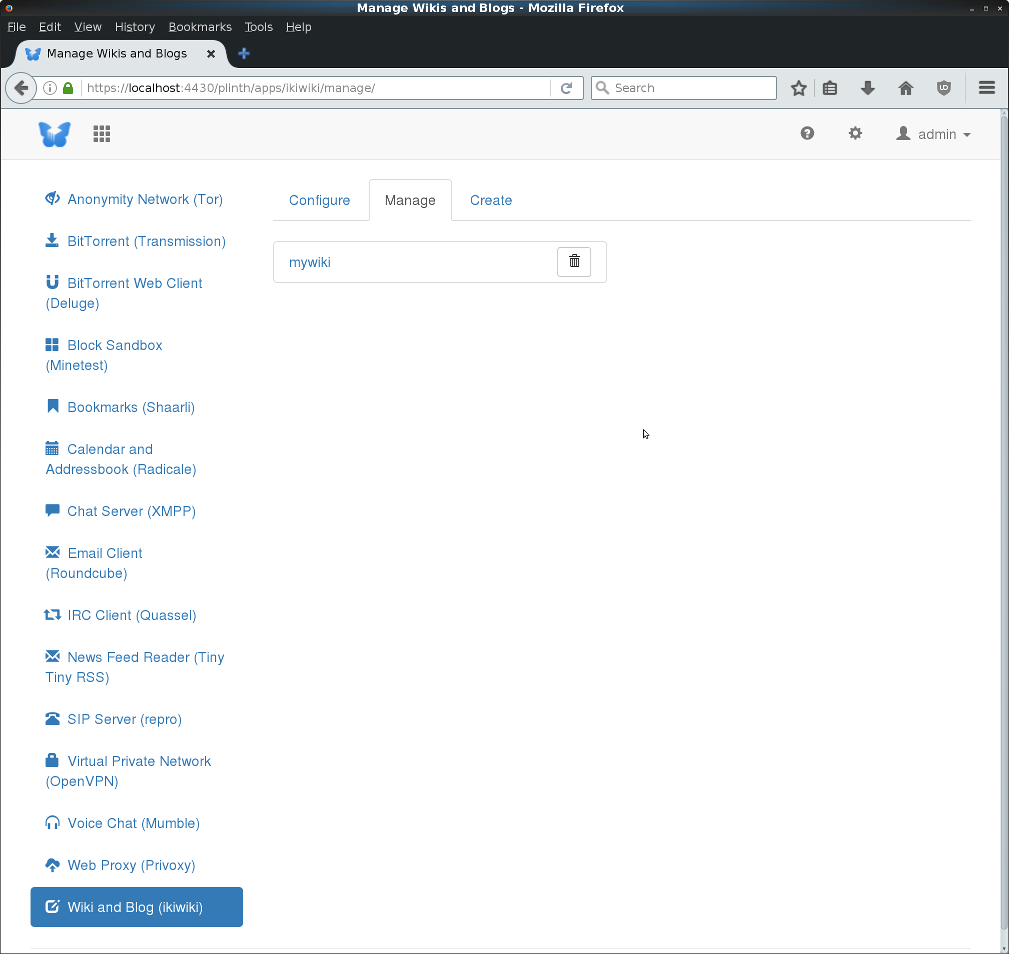 Manage Wikis and Blogs - Mozilla Firefox
File Edit View History Bookmarks Tools Help
Manage Wikis and Blogs
https://localhost:4430/plinth/apps/ikiwiki/manage/
Search
admin
Anonymity Network (Tor)
BitTorrent (Transmission)
BitTorrent Web Client
(Deluge)
Block Sandbox
(Minetest)
Bookmarks (Shaarli)
Calendar and
Addressbook (Radicale)
Chat Server (XMPP)
Email Client
(Roundcube)
IRC Client (Quassel)
News Feed Reader (Tiny
Tiny RSS)
SIP Server (repro)
Virtual Private Network
(OpenVPN)
Voice Chat (Mumble)
Web Proxy (Privoxy)
Wiki and Blog (ikiwiki)
Configure Manage Create
mywiki